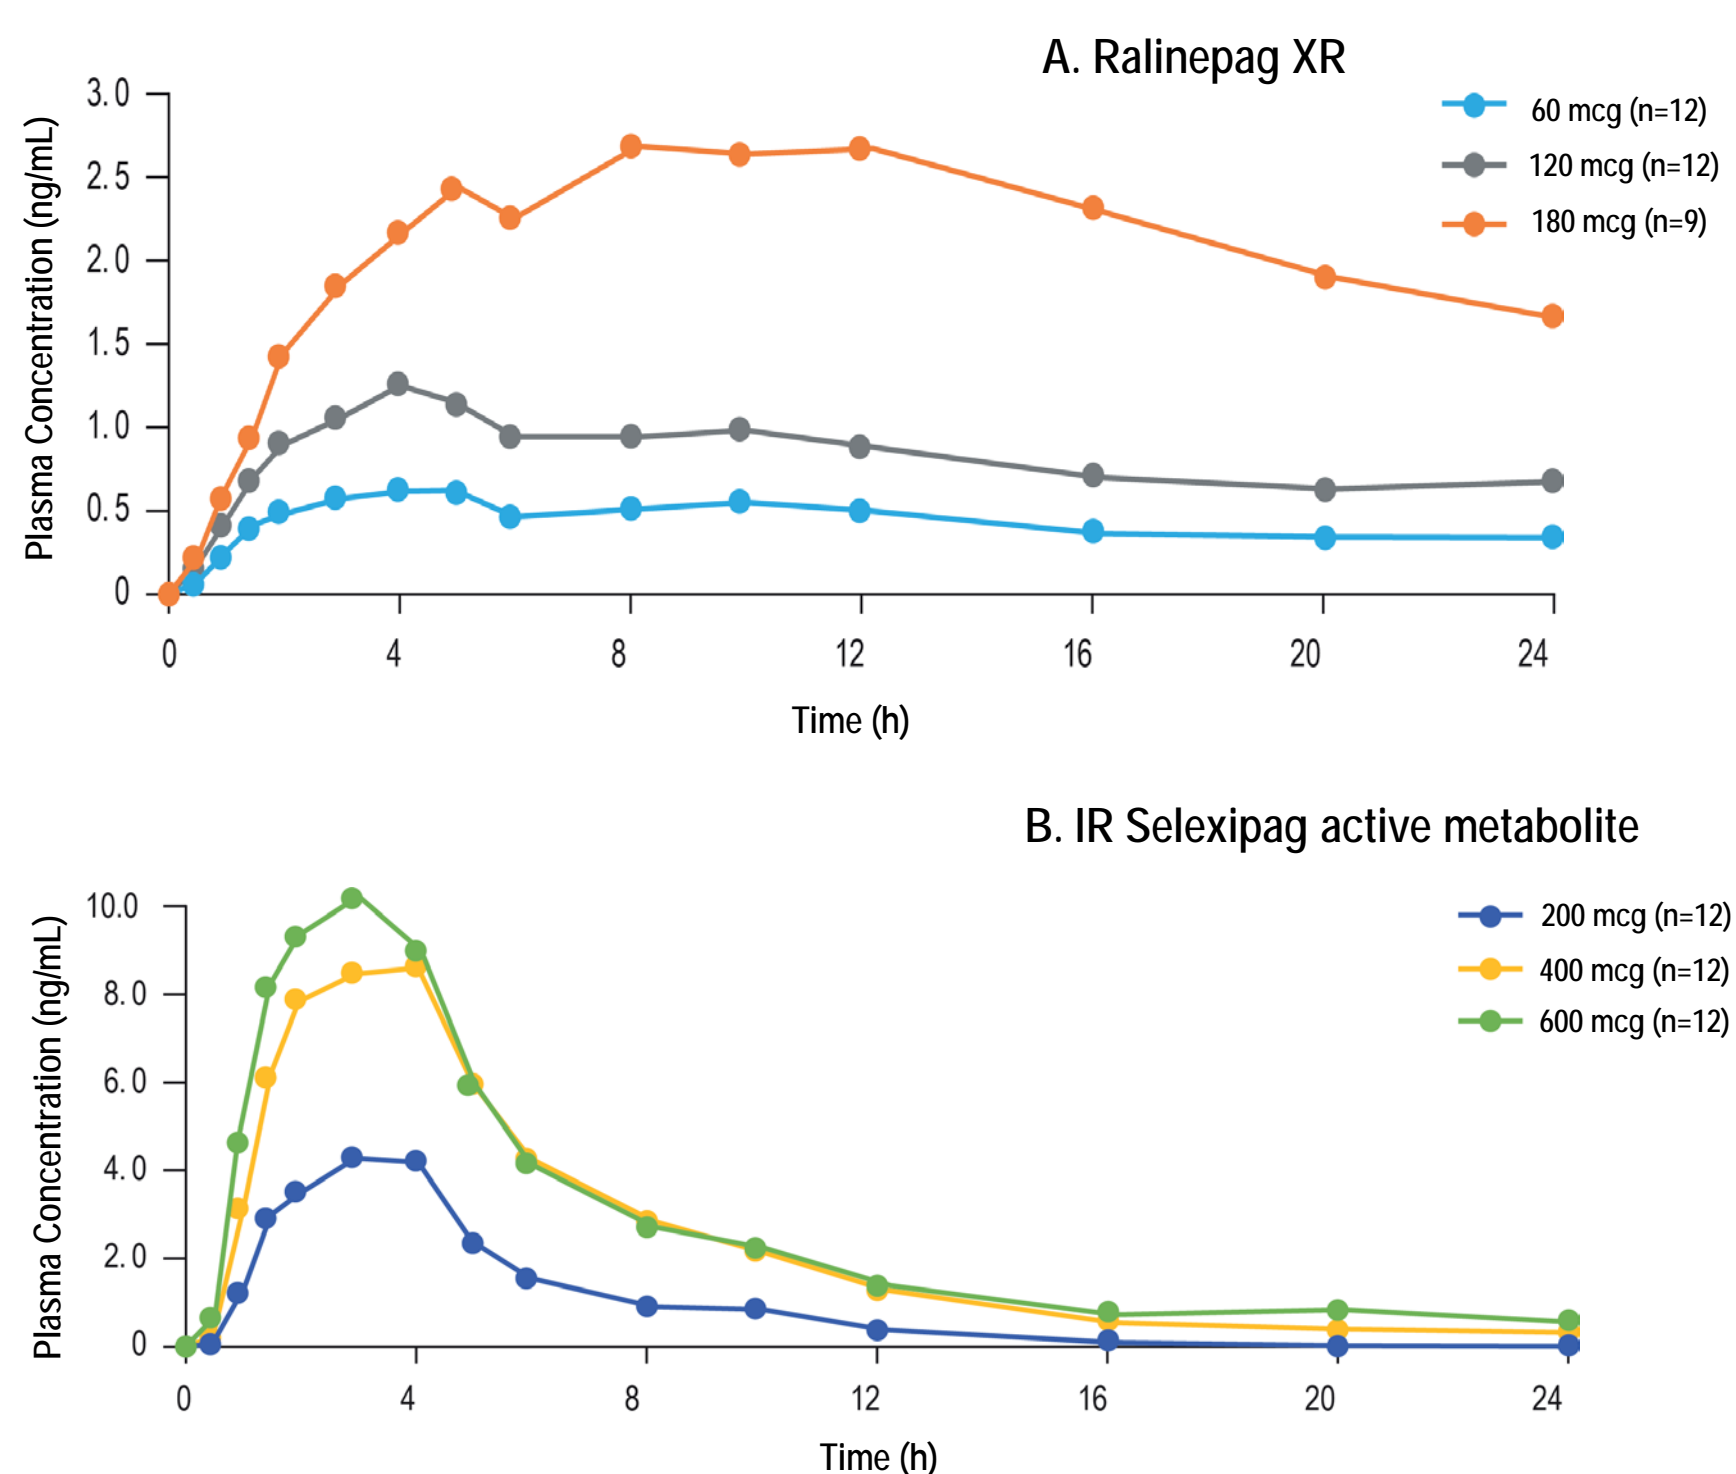 A. Ralinepag XR
60 mcg (n=12)
120 mcg (n=12)
180 mcg (n=9)
Plasma Concentration (ng/mL)
3.0
2.5
2.0
1.5
1.0
0.5
0
0 4 8 12 16 20 24
Time (h)
B. IR Selexipag active metabolite
200 mcg (n=12)
400 mcg (n=12)
600 mcg (n=12)
Plasma Concentration (ng/mL)
10.0
8.0
6.0
4.0
2.0
0
0 4 8 12 16 20 24
Time (h)